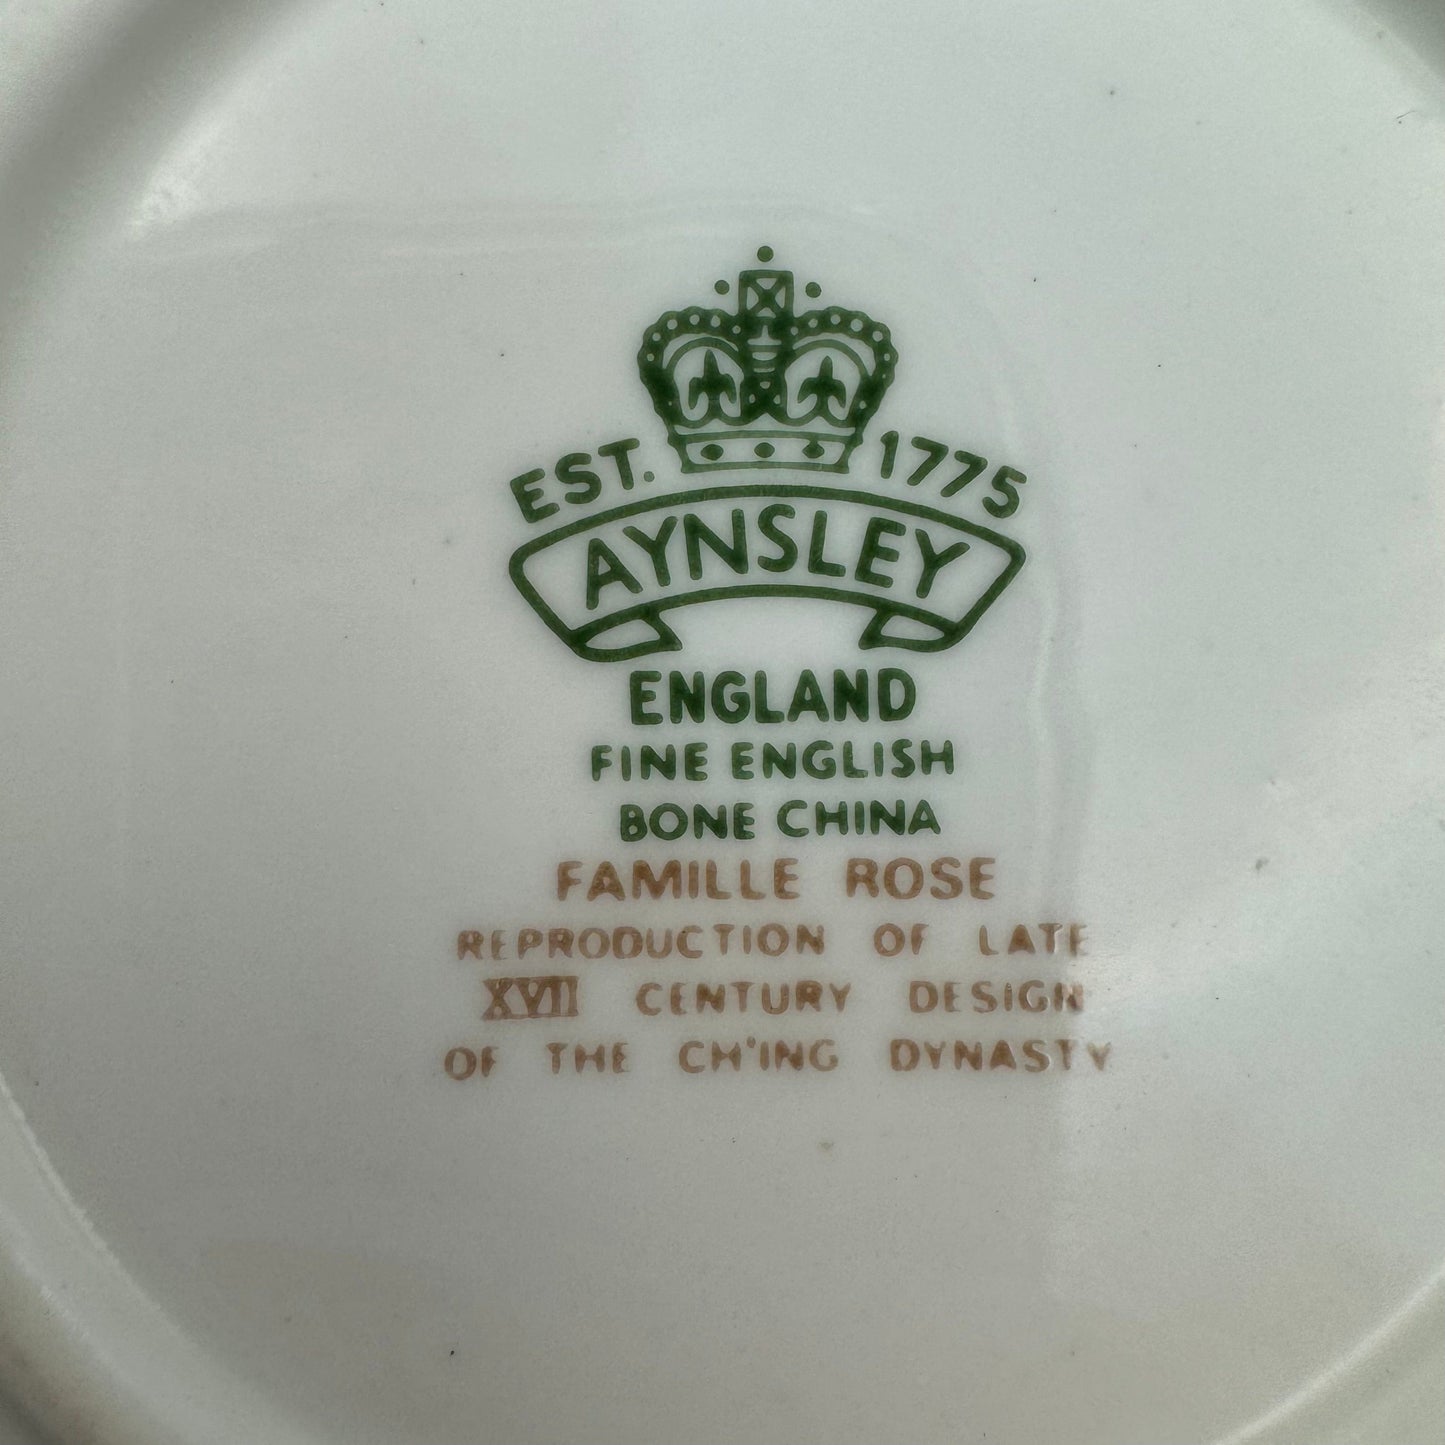 EST. 1775
AYNSLEY
ENGLAND
FINE ENGLISH
BONE CHINA
FAMILLE ROSE
REPRODUCTION OF LATE
XVII CENTURY DESIGN
OF THE CH'ING DYNASTY